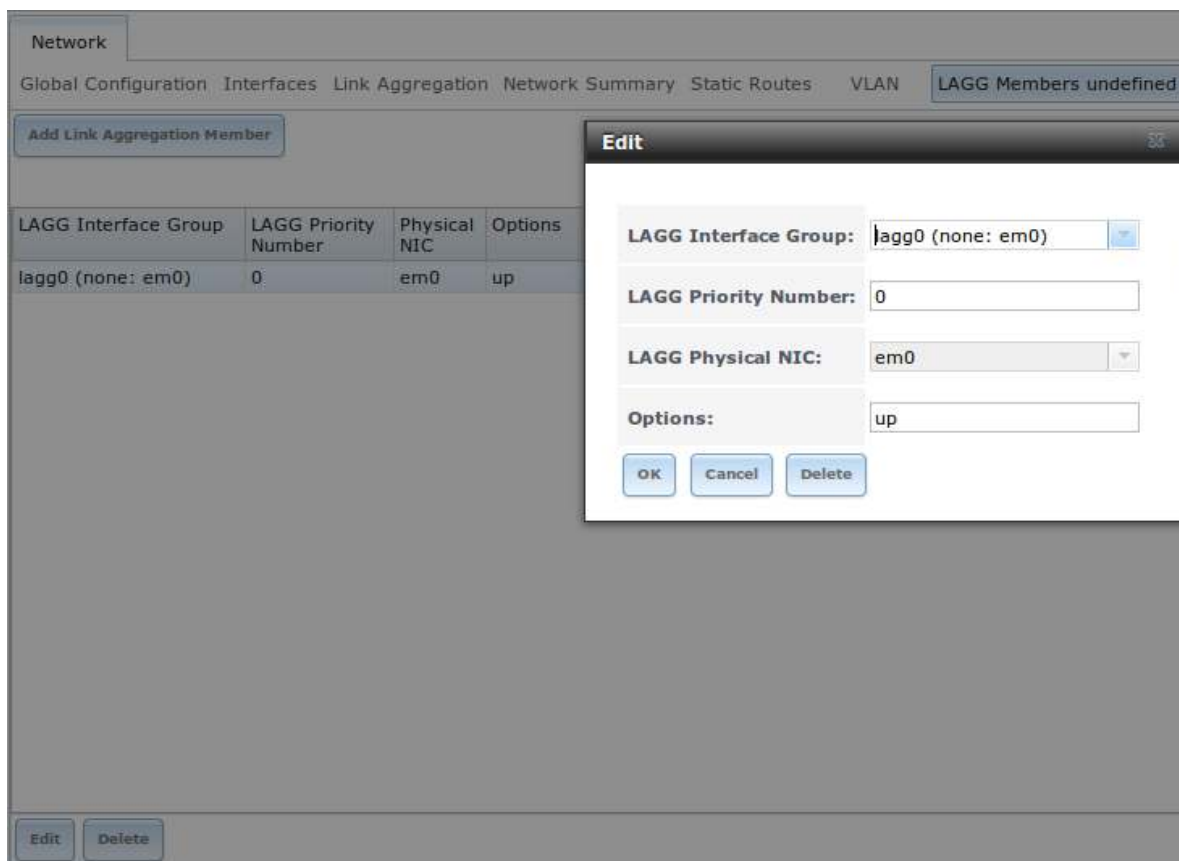 Network
Global Configuration Interfaces Link Aggregation Network Summary Static Routes VLAN LAGG Members undefined
Add Link Aggregation Member
LAGG Interface Group LAGG Priority Number Physical NIC Options
lagg0 (none: em0) 0 em0 up
Edit
LAGG Interface Group: lagg0 (none: em0)
LAGG Priority Number: 0
LAGG Physical NIC: em0
Options: up
OK Cancel Delete
Edit Delete